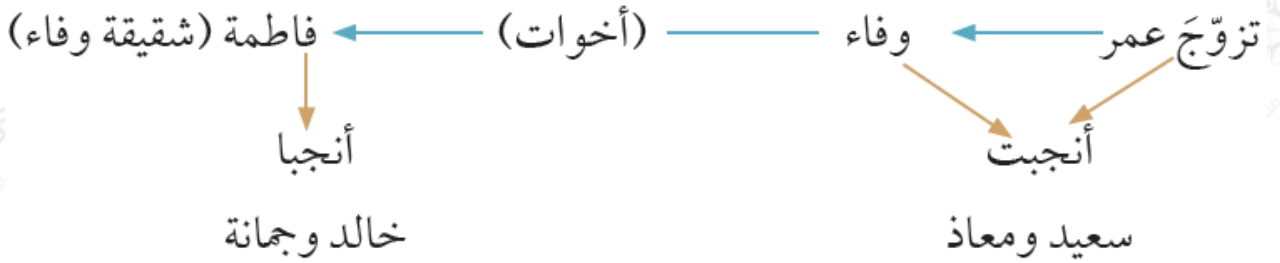 تزوّجَ عمر وفاء (أخوات) فاطمة (شقيقة وفاء)
أنجبت أنجبا
سعيد ومعاذ خالد وجمانة